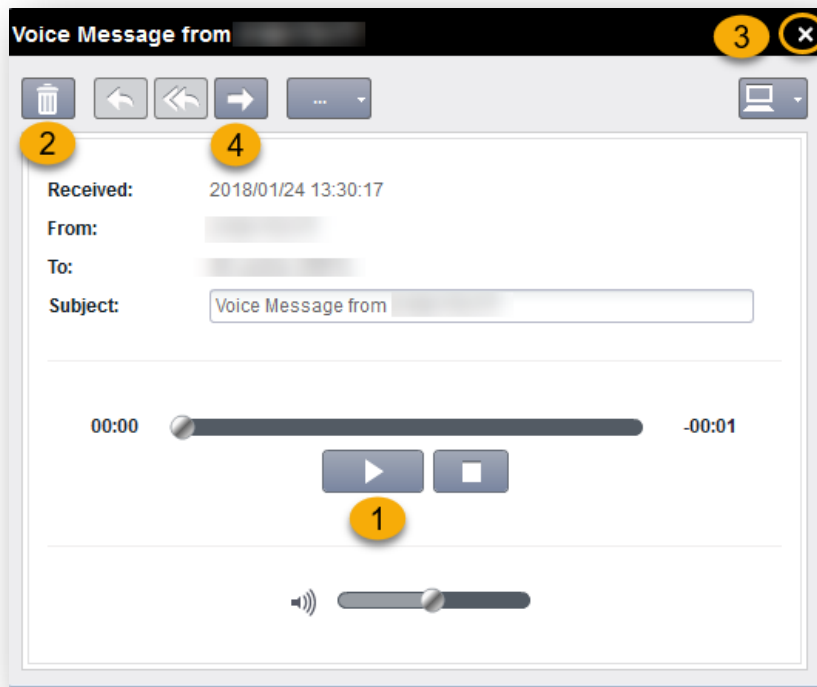 Voice Message from
3
...
2
4
Received: 2018/01/24 13:30:17
From:
To:
Subject: Voice Message from
00:00 -00:01
1